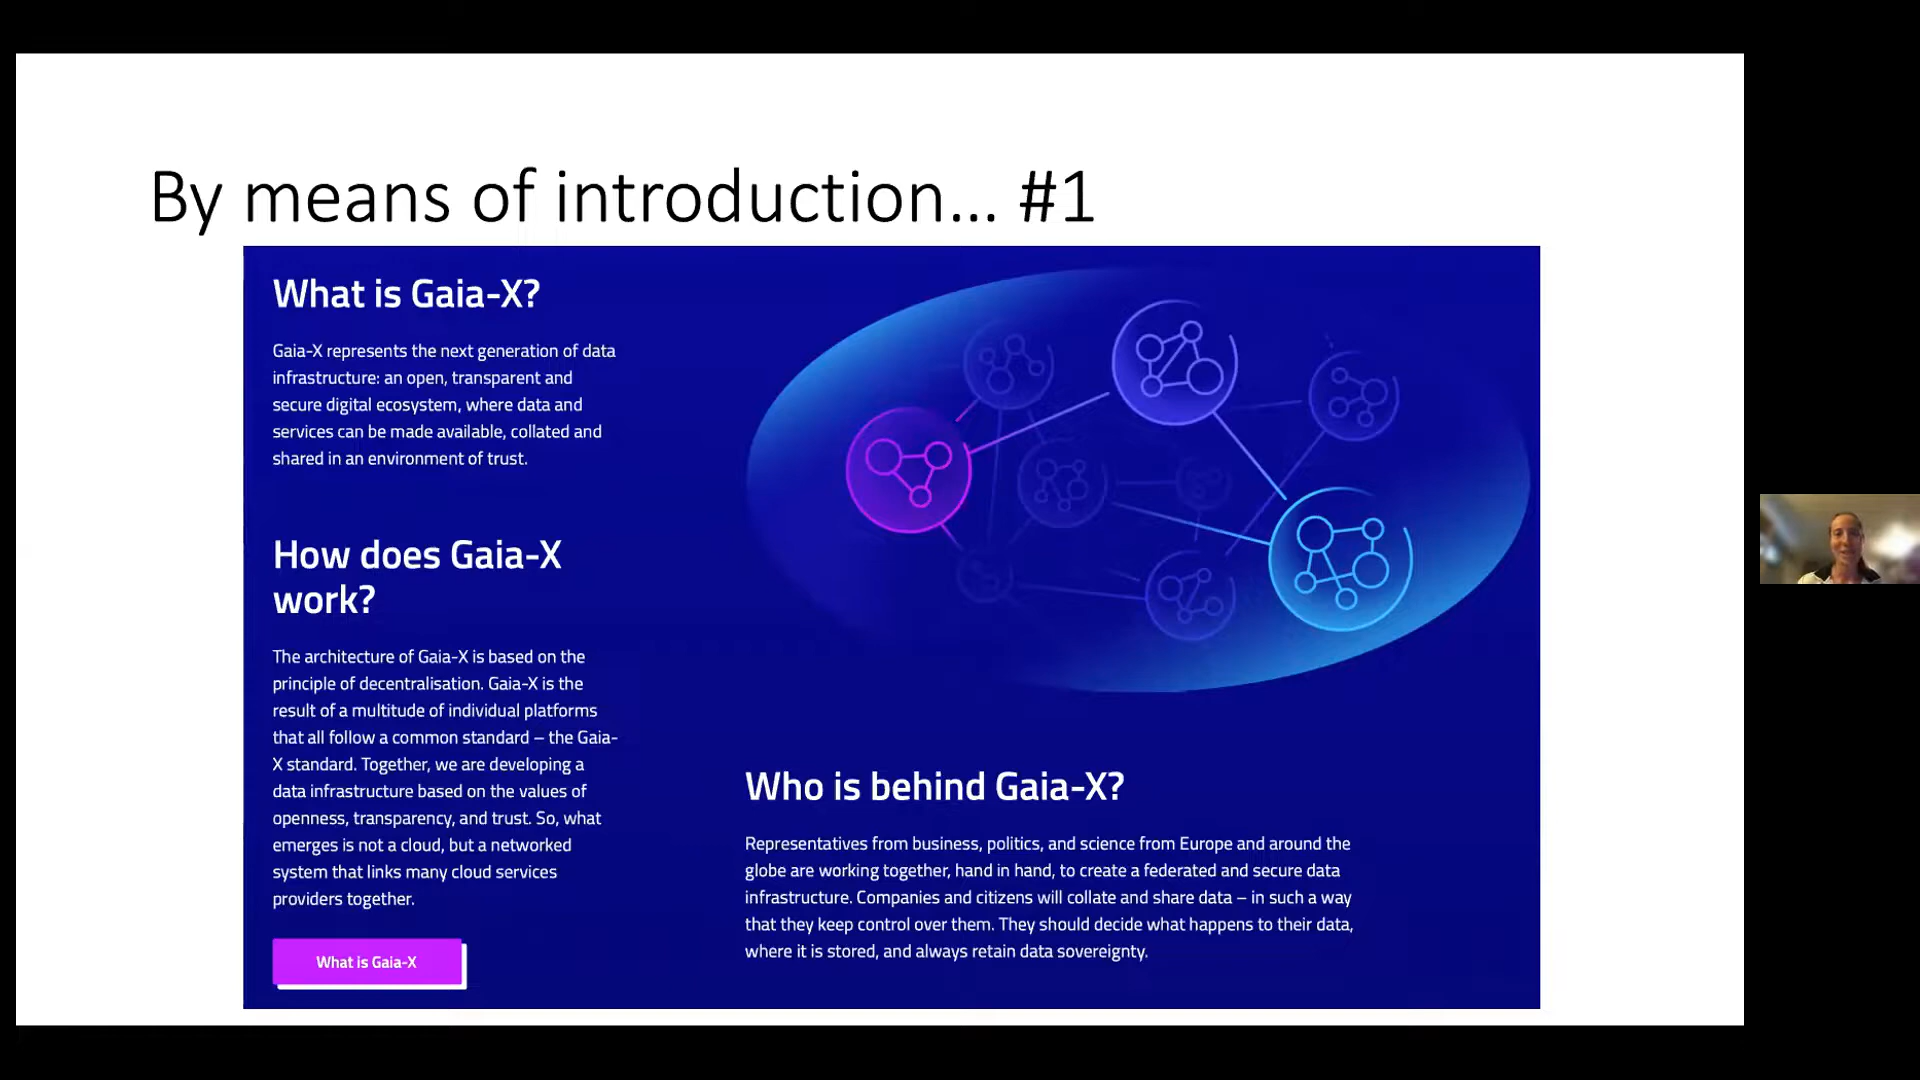 By means of introduction... #1
What is Gaia-X?
Gaia-X represents the next generation of data
infrastructure: an open, transparent and
secure digital ecosystem, where data and
services can be made available, collated and
shared in an environment of trust.
How does Gaia-X
work?
The architecture of Gaia-X is based on the
principle of decentralisation. Gaia-X is the
result of a multitude of individual platforms
that all follow a common standard – the Gaia-
X standard. Together, we are developing a
data infrastructure based on the values of
openness, transparency, and trust. So, what
emerges is not a cloud, but a networked
system that links many cloud services
providers together.
What is Gaia-X
Who is behind Gaia-X?
Representatives from business, politics, and science from Europe and around the
globe are working together, hand in hand, to create a federated and secure data
infrastructure. Companies and citizens will collate and share data – in such a way
that they keep control over them. They should decide what happens to their data,
where it is stored, and always retain data sovereignty.